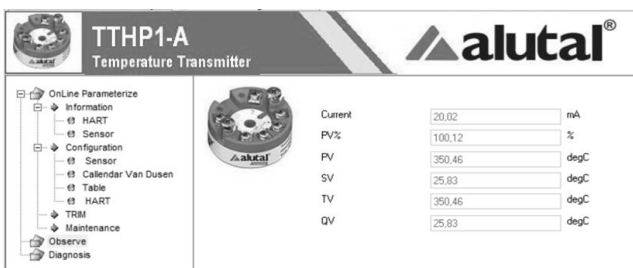 TTHP1-A
Temperature Transmitter
alutal®
OnLine Parameterize
Information
HART
Sensor
Configuration
Sensor
Callendar Van Dusen
Table
HART
TRIM
Maintenance
Observe
Diagnosis
Alutal
Current 20,02 mA
PV% 100,12 %
PV 350,46 degC
SV 25,83 degC
TV 350,46 degC
QV 25,83 degC